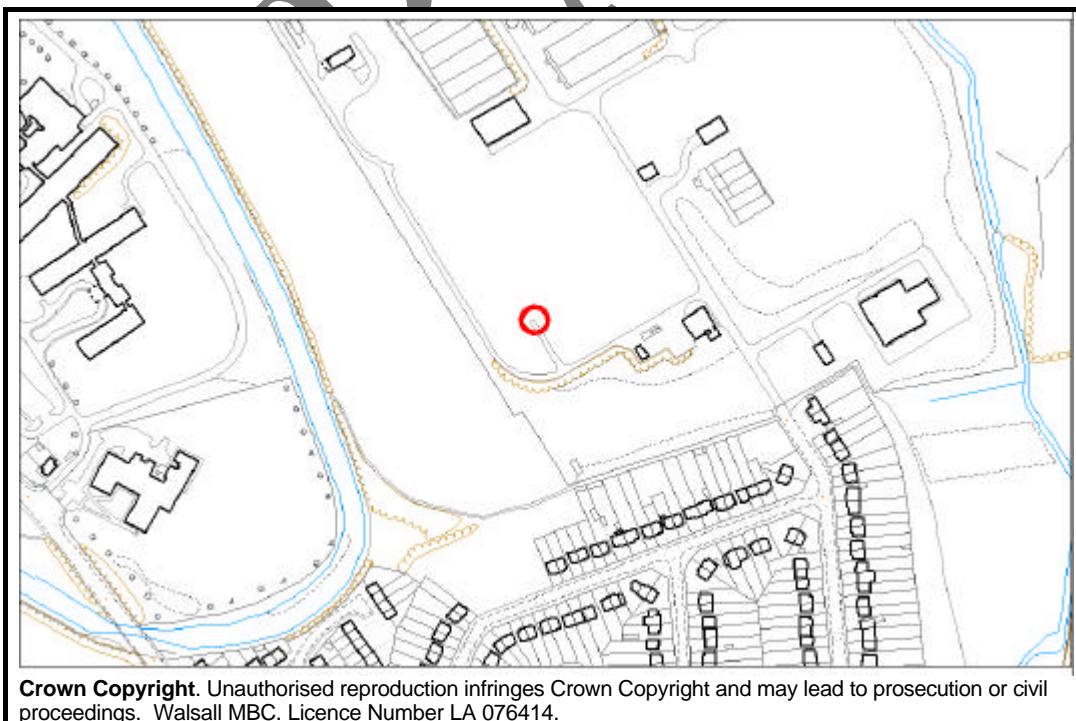 Crown Copyright. Unauthorised reproduction infringes Crown Copyright and may lead to prosecution or civil
proceedings. Walsall MBC. Licence Number LA 076414.